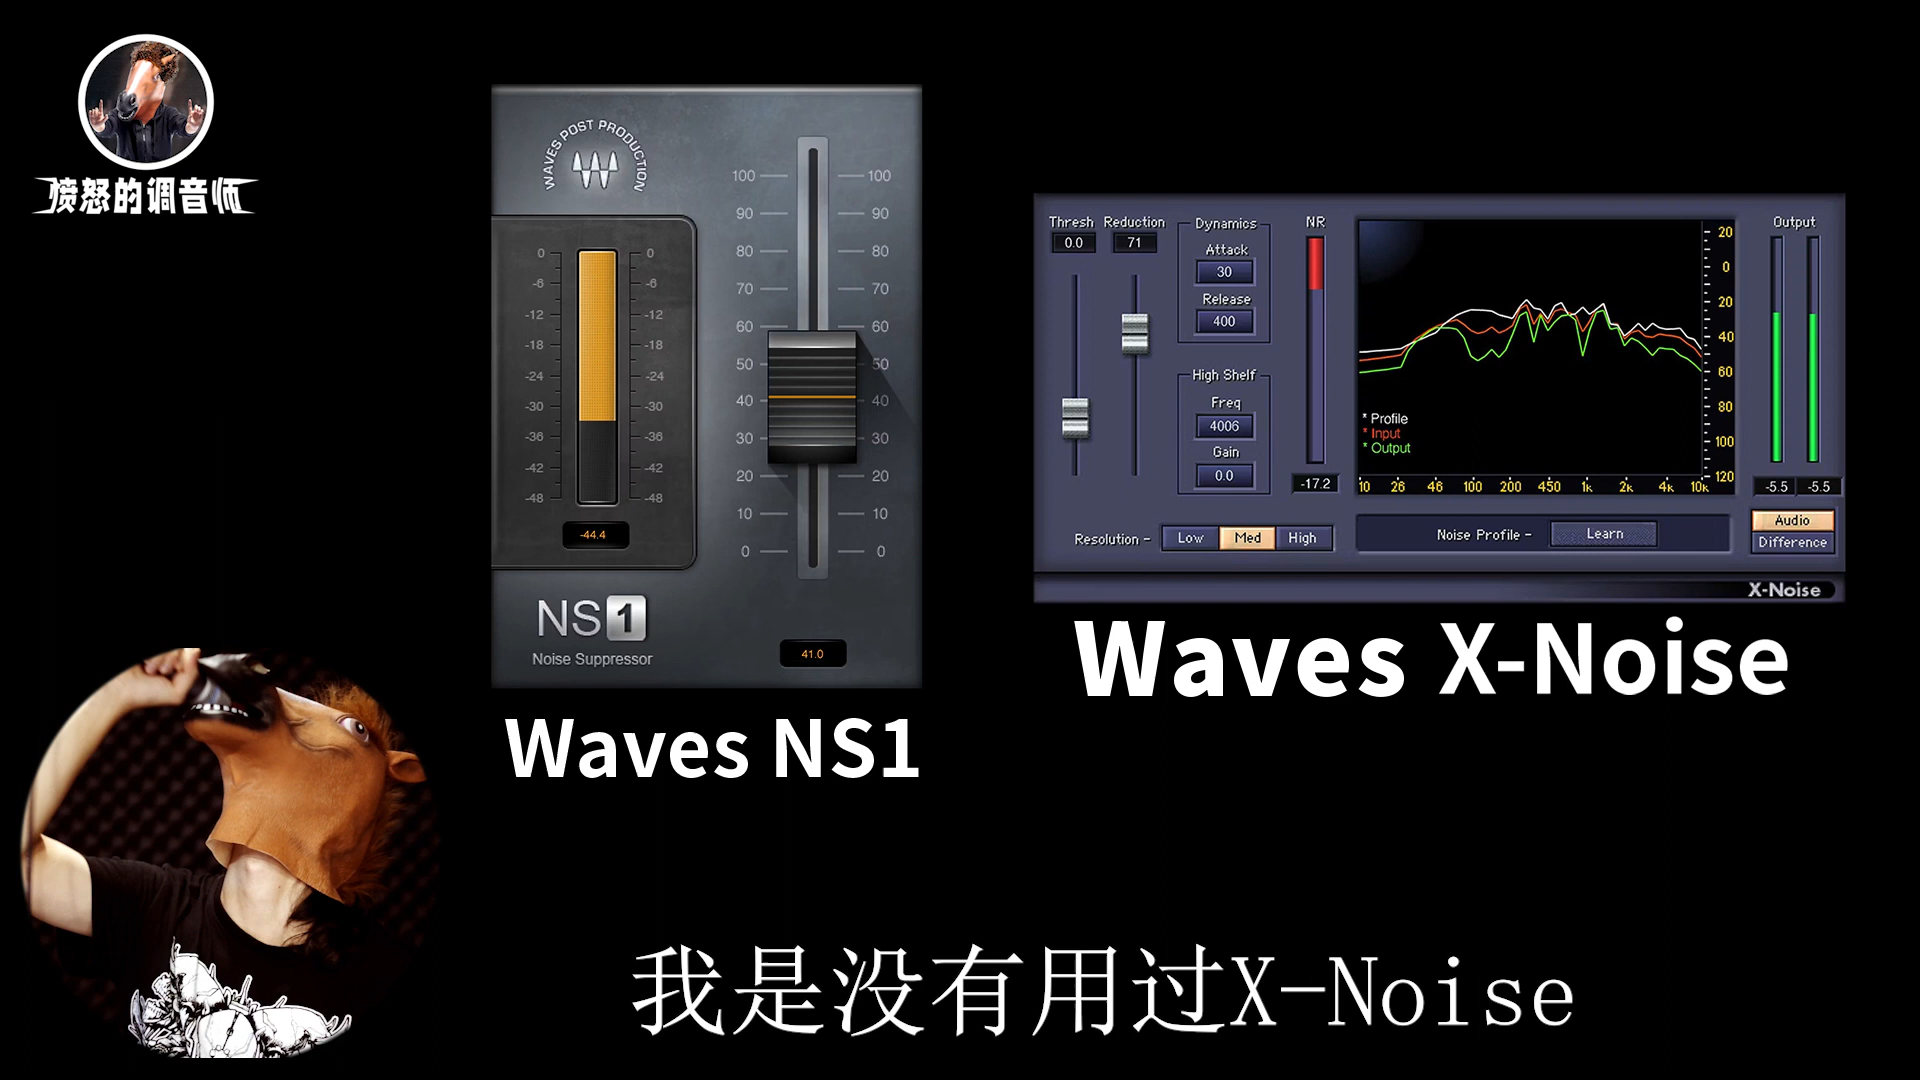 愤怒的调音师
WAVES POST PRODUCTION
100 100
90 90
80 80
70 70
60 60
50 50
40 40
30 30
20 20
10 10
0 0
0 0
-6 -6
-12 -12
-18 -18
-24 -24
-30 -30
-36 -36
-42 -42
-48 -48
-44.4
NS1
Noise Suppressor
41.0
Waves NS1
Thresh Reduction
0.0 71
Dynamics
Attack
30
Release
400
High Shelf
Freq
4006
Gain
0.0
NR
-17.2
* Profile
* Input
* Output
20
0
20
40
60
80
100
120
10 26 46 100 200 450 1k 2k 4k 10k
Output
-5.5 -5.5
Resolution - Low Med High
Noise Profile - Learn
Audio
Difference
X-Noise
Waves X-Noise
我是没有用过X-Noise